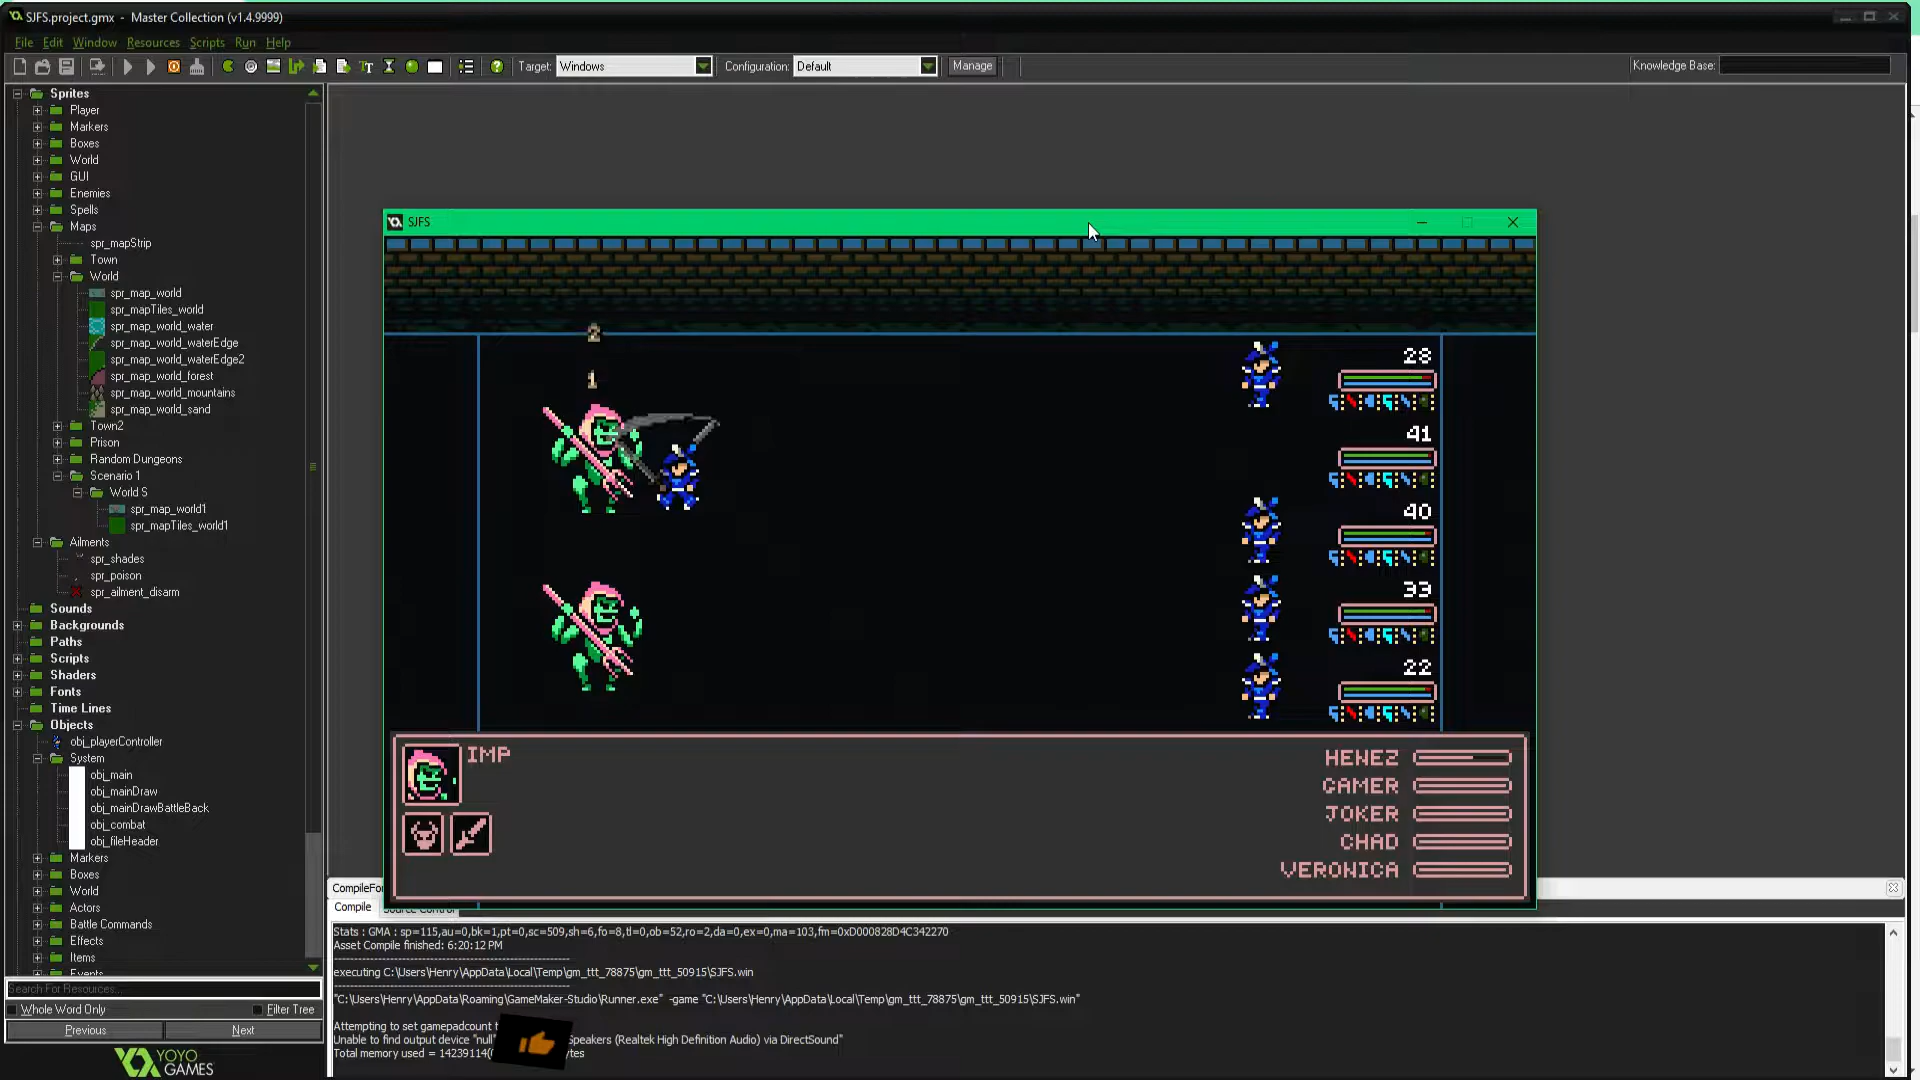 SJFS.project.gmx - Master Collection (v1.4.9999)
File Edit Window Resources Scripts Run Help
Target: Windows Configuration: Default Manage Knowledge Base:
Sprites
Player
Markers
Boxes
World
GUI
Enemies
Spells
Maps
spr_mapStrip
Town
World
spr_map_world
spr_mapTiles_world
spr_map_world_water
spr_map_world_waterEdge
spr_map_world_waterEdge2
spr_map_world_forest
spr_map_world_mountains
spr_map_world_sand
Town2
Prison
Random Dungeons
Scenario 1
World S
spr_map_world1
spr_mapTiles_world1
Ailments
spr_shades
spr_poison
spr_ailment_disarm
Sounds
Backgrounds
Paths
Scripts
Shaders
Fonts
Time Lines
Objects
obj_playerController
System
obj_main
obj_mainDraw
obj_mainDrawBattleBack
obj_combat
obj_fileHeader
Markers
Boxes
World
Actors
Battle Commands
Effects
Items
Events
Search For Resources...
Whole Word Only Filter Tree
Previous Next
YOYO
GAMES
SJFS
2
1
28
41
40
33
22
IMP
HENEZ
GAMER
JOKER
CHAD
VERONICA
CompileFo
Compile Source Control
Stats : GMA : sp=115,au=0,bk=1,pt=0,sc=509,sh=6,fo=8,tl=0,ob=52,ro=2,da=0,ex=0,ma=103,fm=0xD000828D4C342270
Asset Compile finished: 6:20:12 PM
executing C:\Users\Henry\AppData\Local\Temp\gm_ttt_78875\gm_ttt_50915\SJFS.win
"C:\Users\Henry\AppData\Roaming\GameMaker-Studio\Runner.exe" -game "C:\Users\Henry\AppData\Local\Temp\gm_ttt_78875\gm_ttt_50915\SJFS.win"
Attempting to set gamepadcount t
Unable to find output device "null" Speakers (Realtek High Definition Audio) via DirectSound"
Total memory used = 14239114( ytes